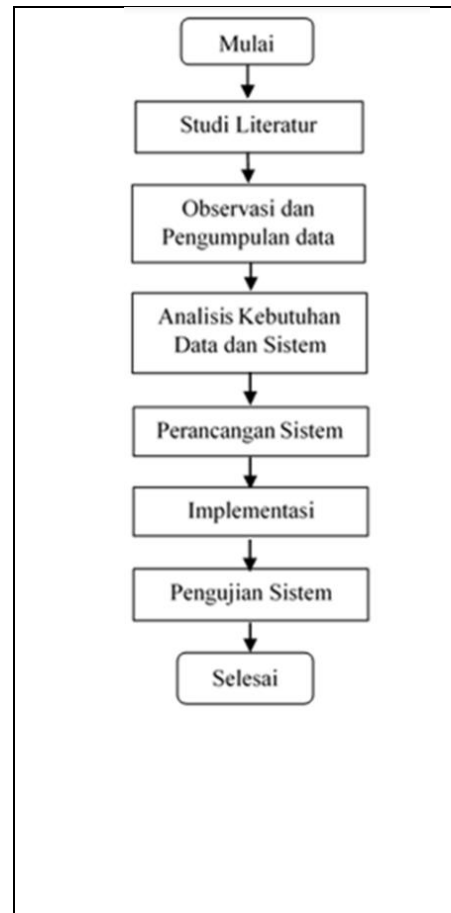 Mulai
Studi Literatur
Observasi dan
Pengumpulan data
Analisis Kebutuhan
Data dan Sistem
Perancangan Sistem
Implementasi
Pengujian Sistem
Selesai